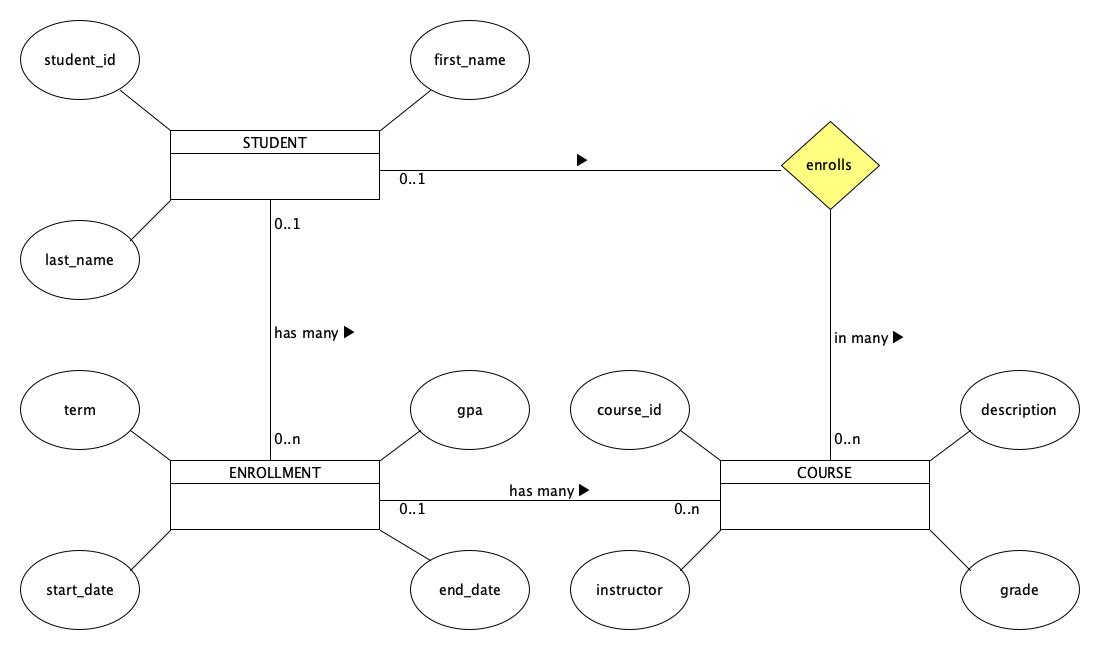 student_id
first_name
STUDENT
enrolls
0..1
0..1
last_name
has many
in many
term
gpa
course_id
description
0..n
0..n
ENROLLMENT
COURSE
has many
0..1
0..n
start_date
end_date
instructor
grade